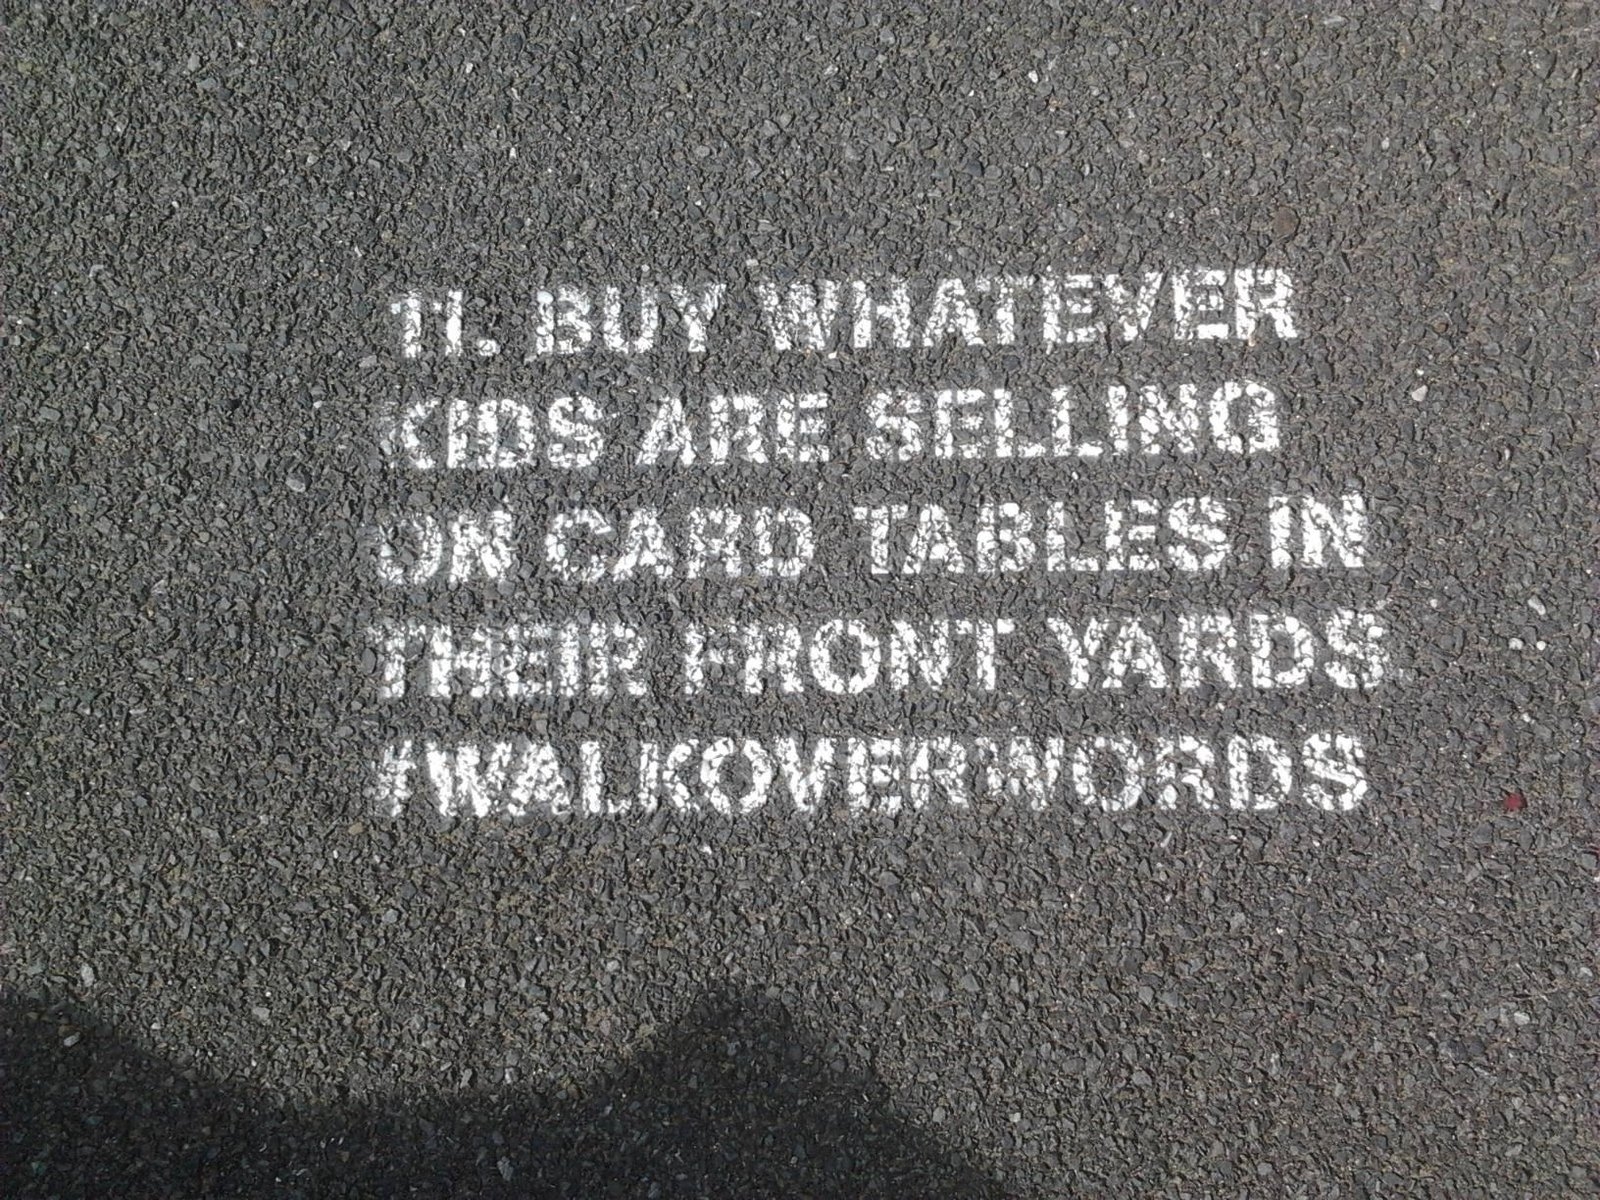 11. BUY WHATEVER
KIDS ARE SELLING
ON CARD TABLES IN
THEIR FRONT YARDS
#WALKOVERWORDS